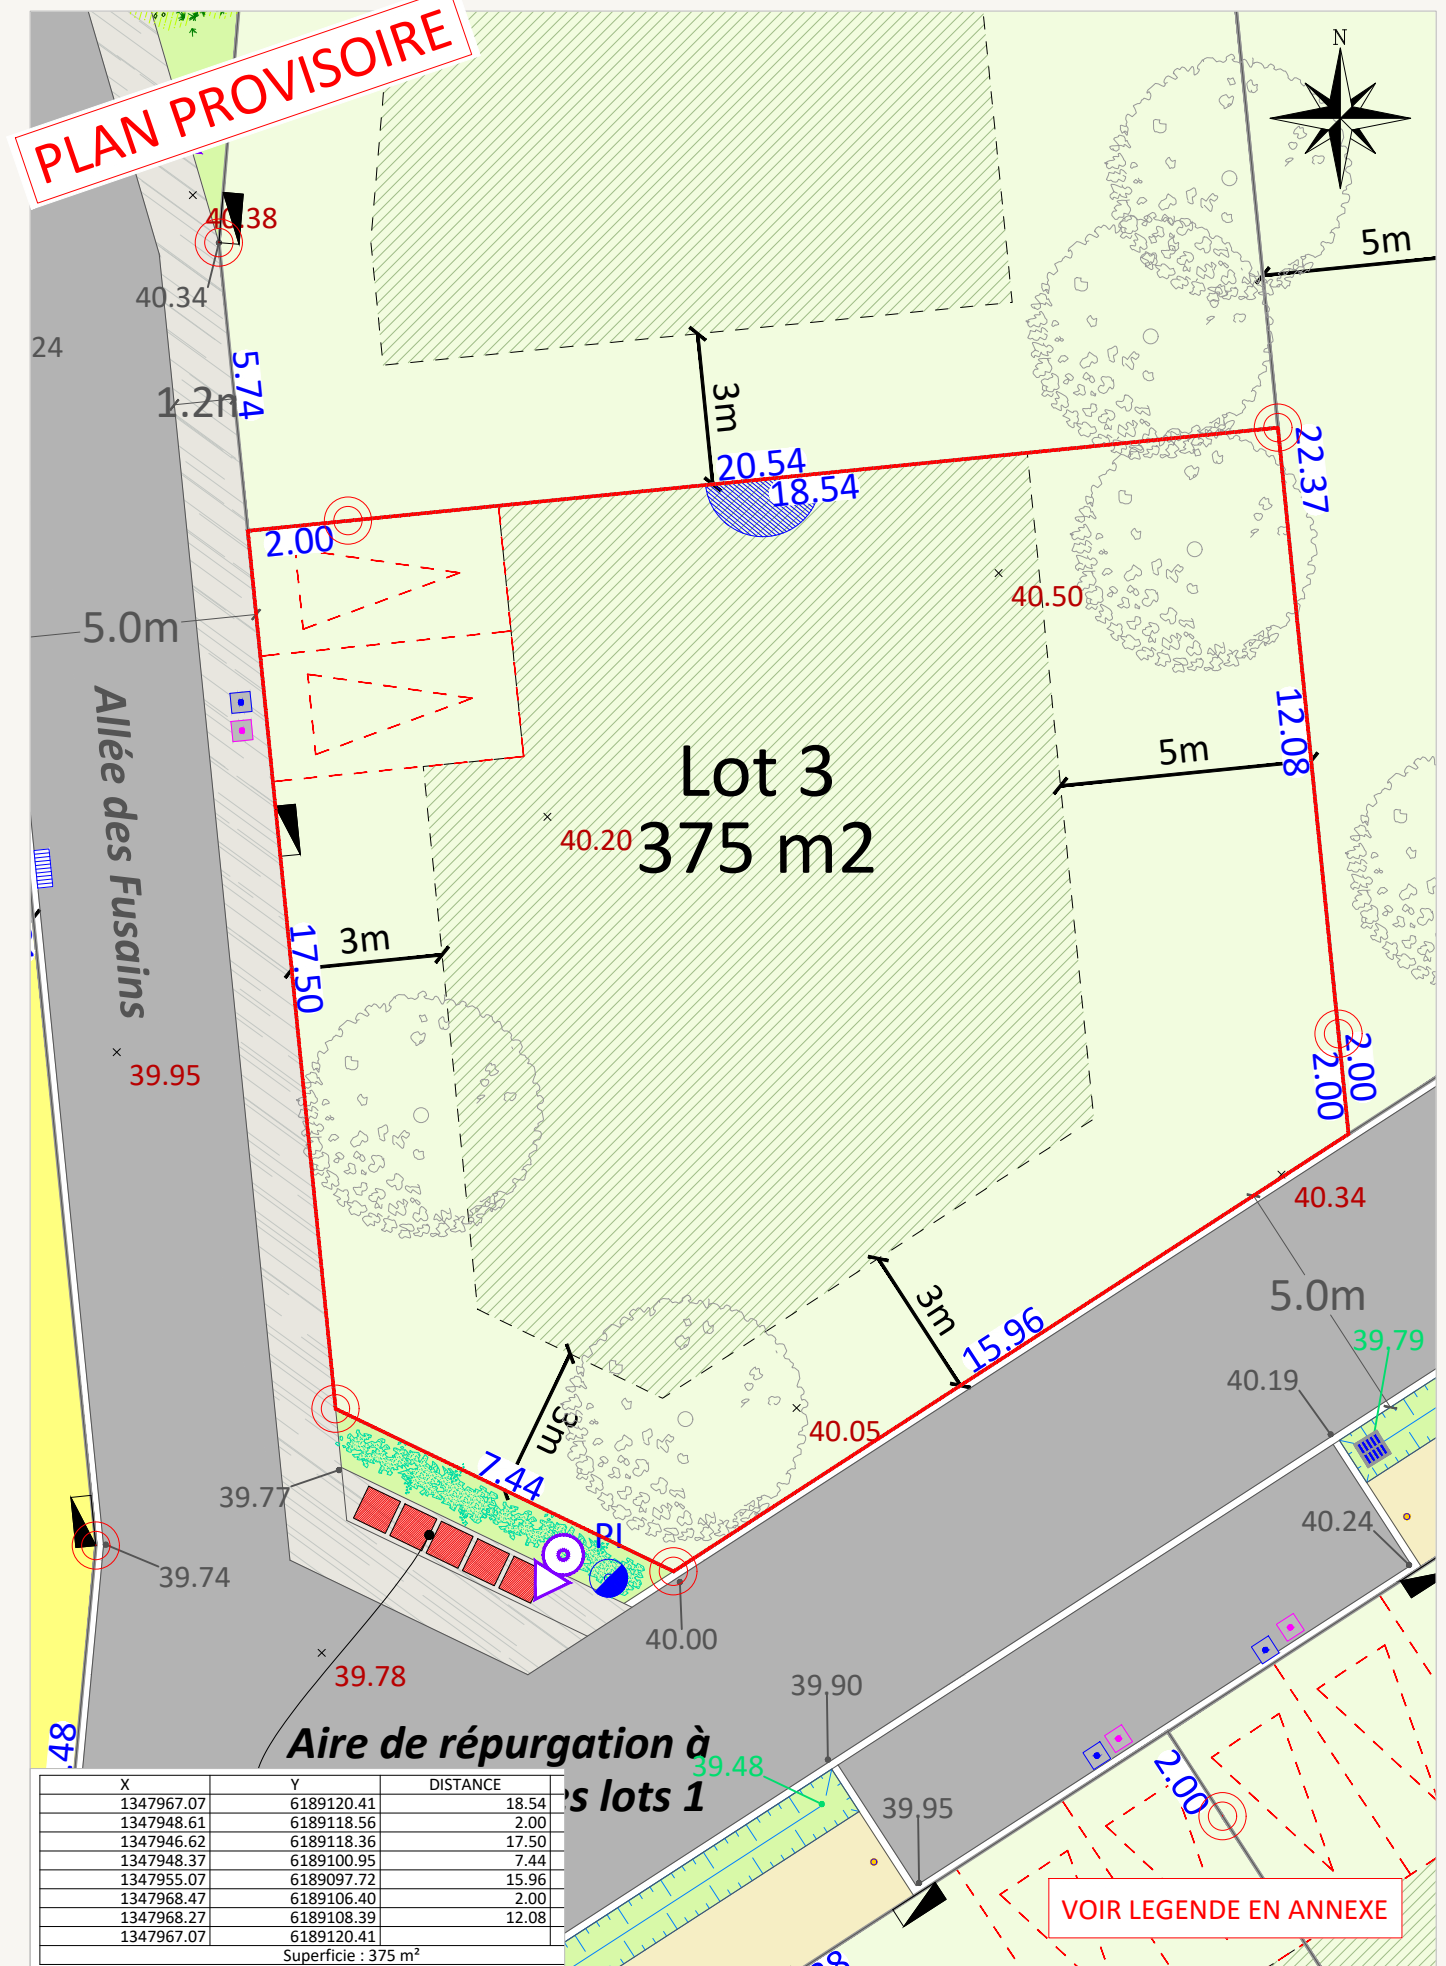 PLAN PROVISOIRE
N
40.38
5m
40.34
24
5.74
3m
20.54
18.54
22.37
2.00
40.50
5.0m
Allée des Fusains
12.08
5m
Lot 3
40.20
375 m2
3m
17.50
39.95
2.00
2.00
40.34
3m
5.0m
15.96
39.79
40.19
40.05
3m
7.44
39.77
PI
40.24
39.74
40.00
39.78
39.90
Aire de répurgation à
39.48
s lots 1
.48
2.00
39.95
X Y DISTANCE
1347967.07 6189120.41 18.54
1347948.61 6189118.56 2.00
1347946.62 6189118.36 17.50
1347948.37 6189100.95 7.44
1347955.07 6189097.72 15.96
1347968.47 6189106.40 2.00
1347968.27 6189108.39 12.08
1347967.07 6189120.41
Superficie : 375 m²
VOIR LEGENDE EN ANNEXE